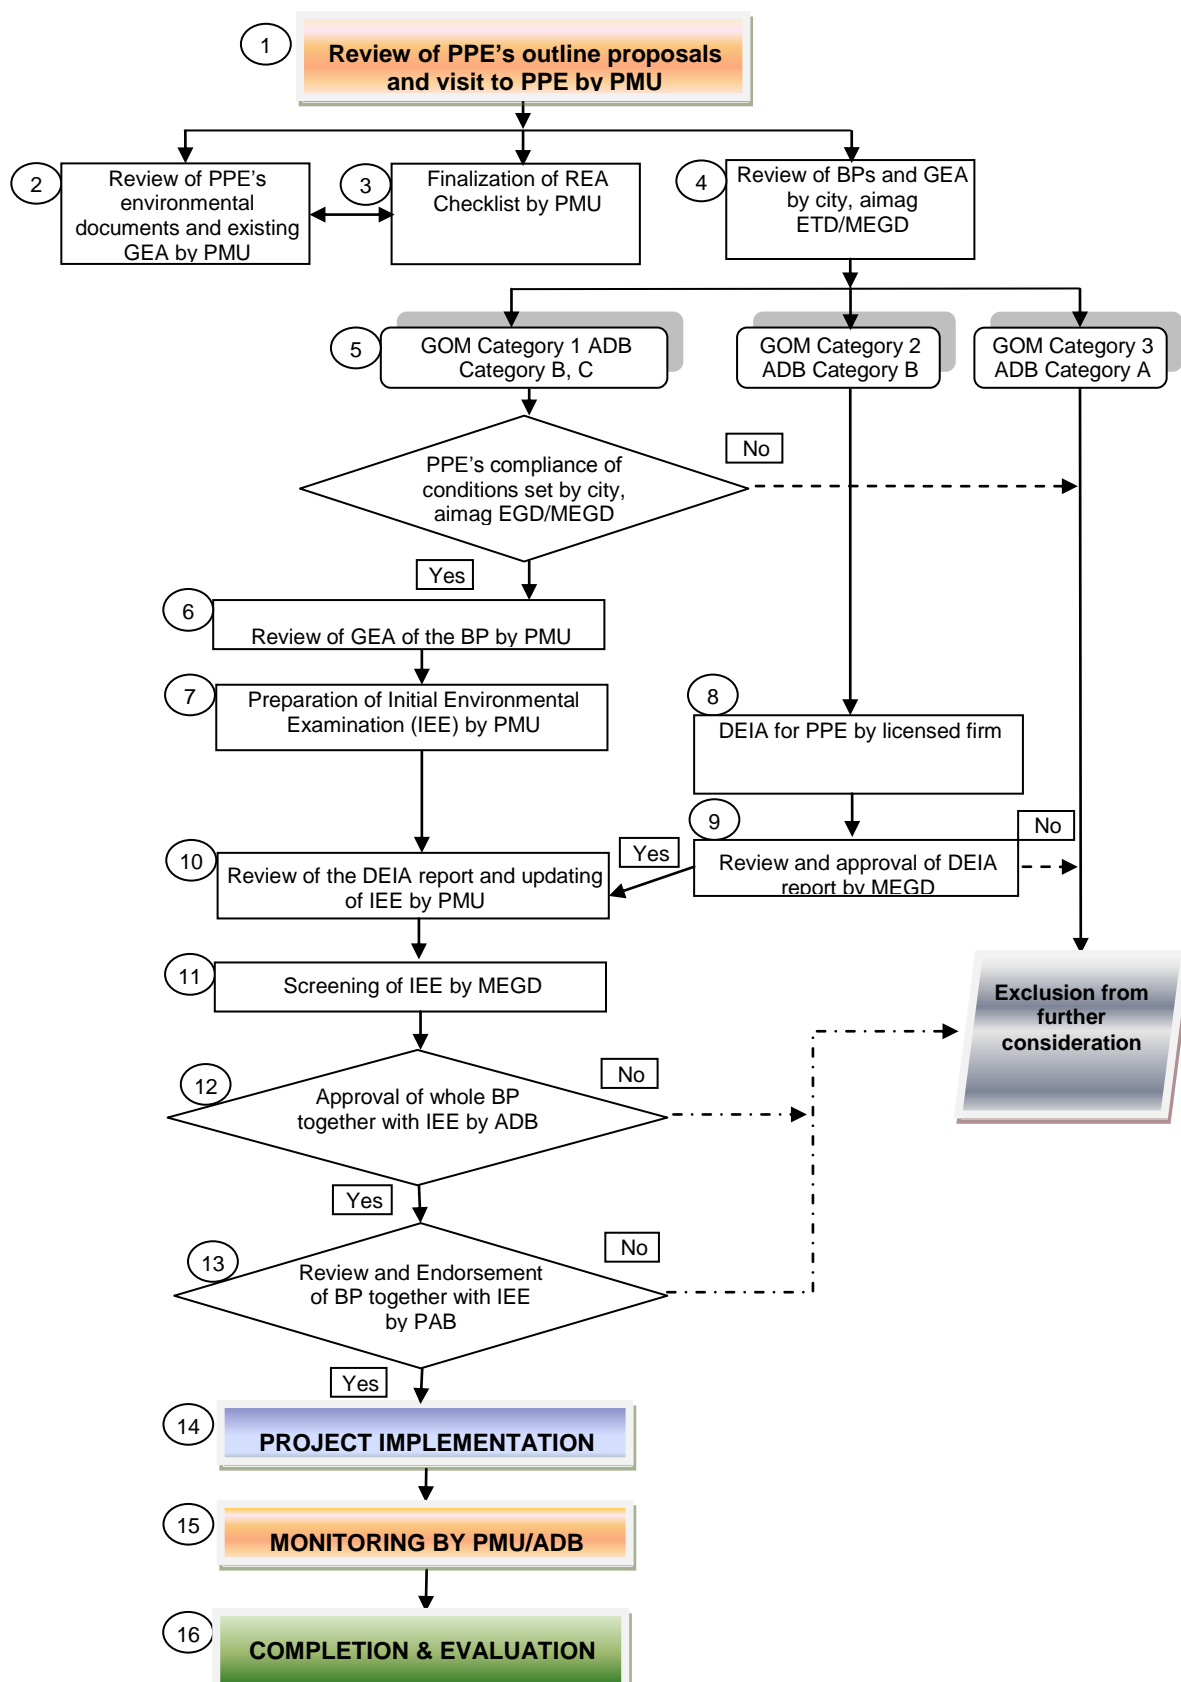 1
Review of PPE's outline proposals
and visit to PPE by PMU
2
Review of PPE's
environmental
documents and existing
GEA by PMU
3
Finalization of REA
Checklist by PMU
4
Review of BPs and GEA
by city, aimag
ETD/MEGD
5
GOM Category 1 ADB
Category B, C
GOM Category 2
ADB Category B
GOM Category 3
ADB Category A
PPE's compliance of
conditions set by city,
aimag EGD/MEGD
No
Yes
6
Review of GEA of the BP by PMU
7
Preparation of Initial Environmental
Examination (IEE) by PMU
8
DEIA for PPE by licensed firm
9
No
Yes
Review and approval of DEIA
report by MEGD
10
Review of the DEIA report and updating
of IEE by PMU
11
Screening of IEE by MEGD
Exclusion from
further
consideration
12
Approval of whole BP
together with IEE by ADB
No
Yes
13
Review and Endorsement
of BP together with IEE
by PAB
No
Yes
14
PROJECT IMPLEMENTATION
15
MONITORING BY PMU/ADB
16
COMPLETION & EVALUATION